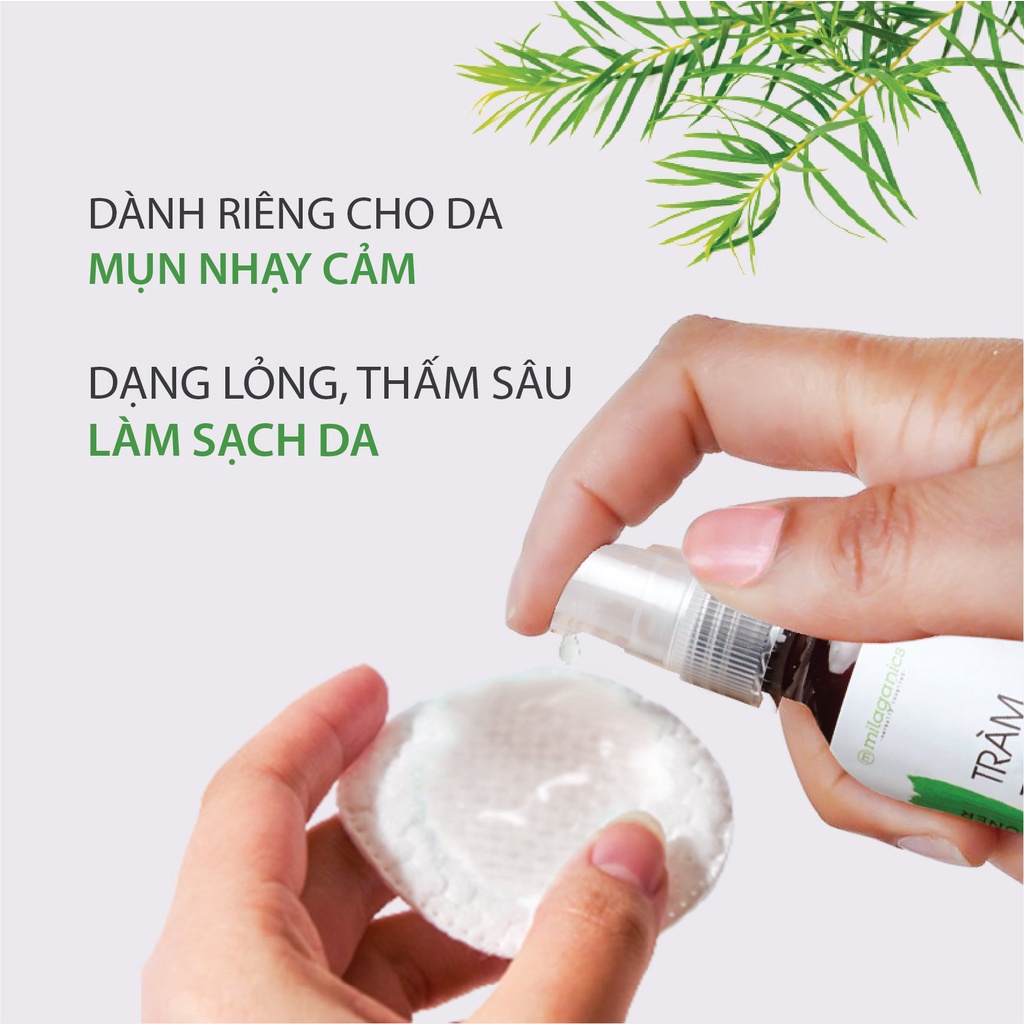 DÀNH RIÊNG CHO DA
MỤN NHẠY CẢM
DẠNG LỎNG, THẤM SÂU
LÀM SẠCH DA
milaganics
TRÀM